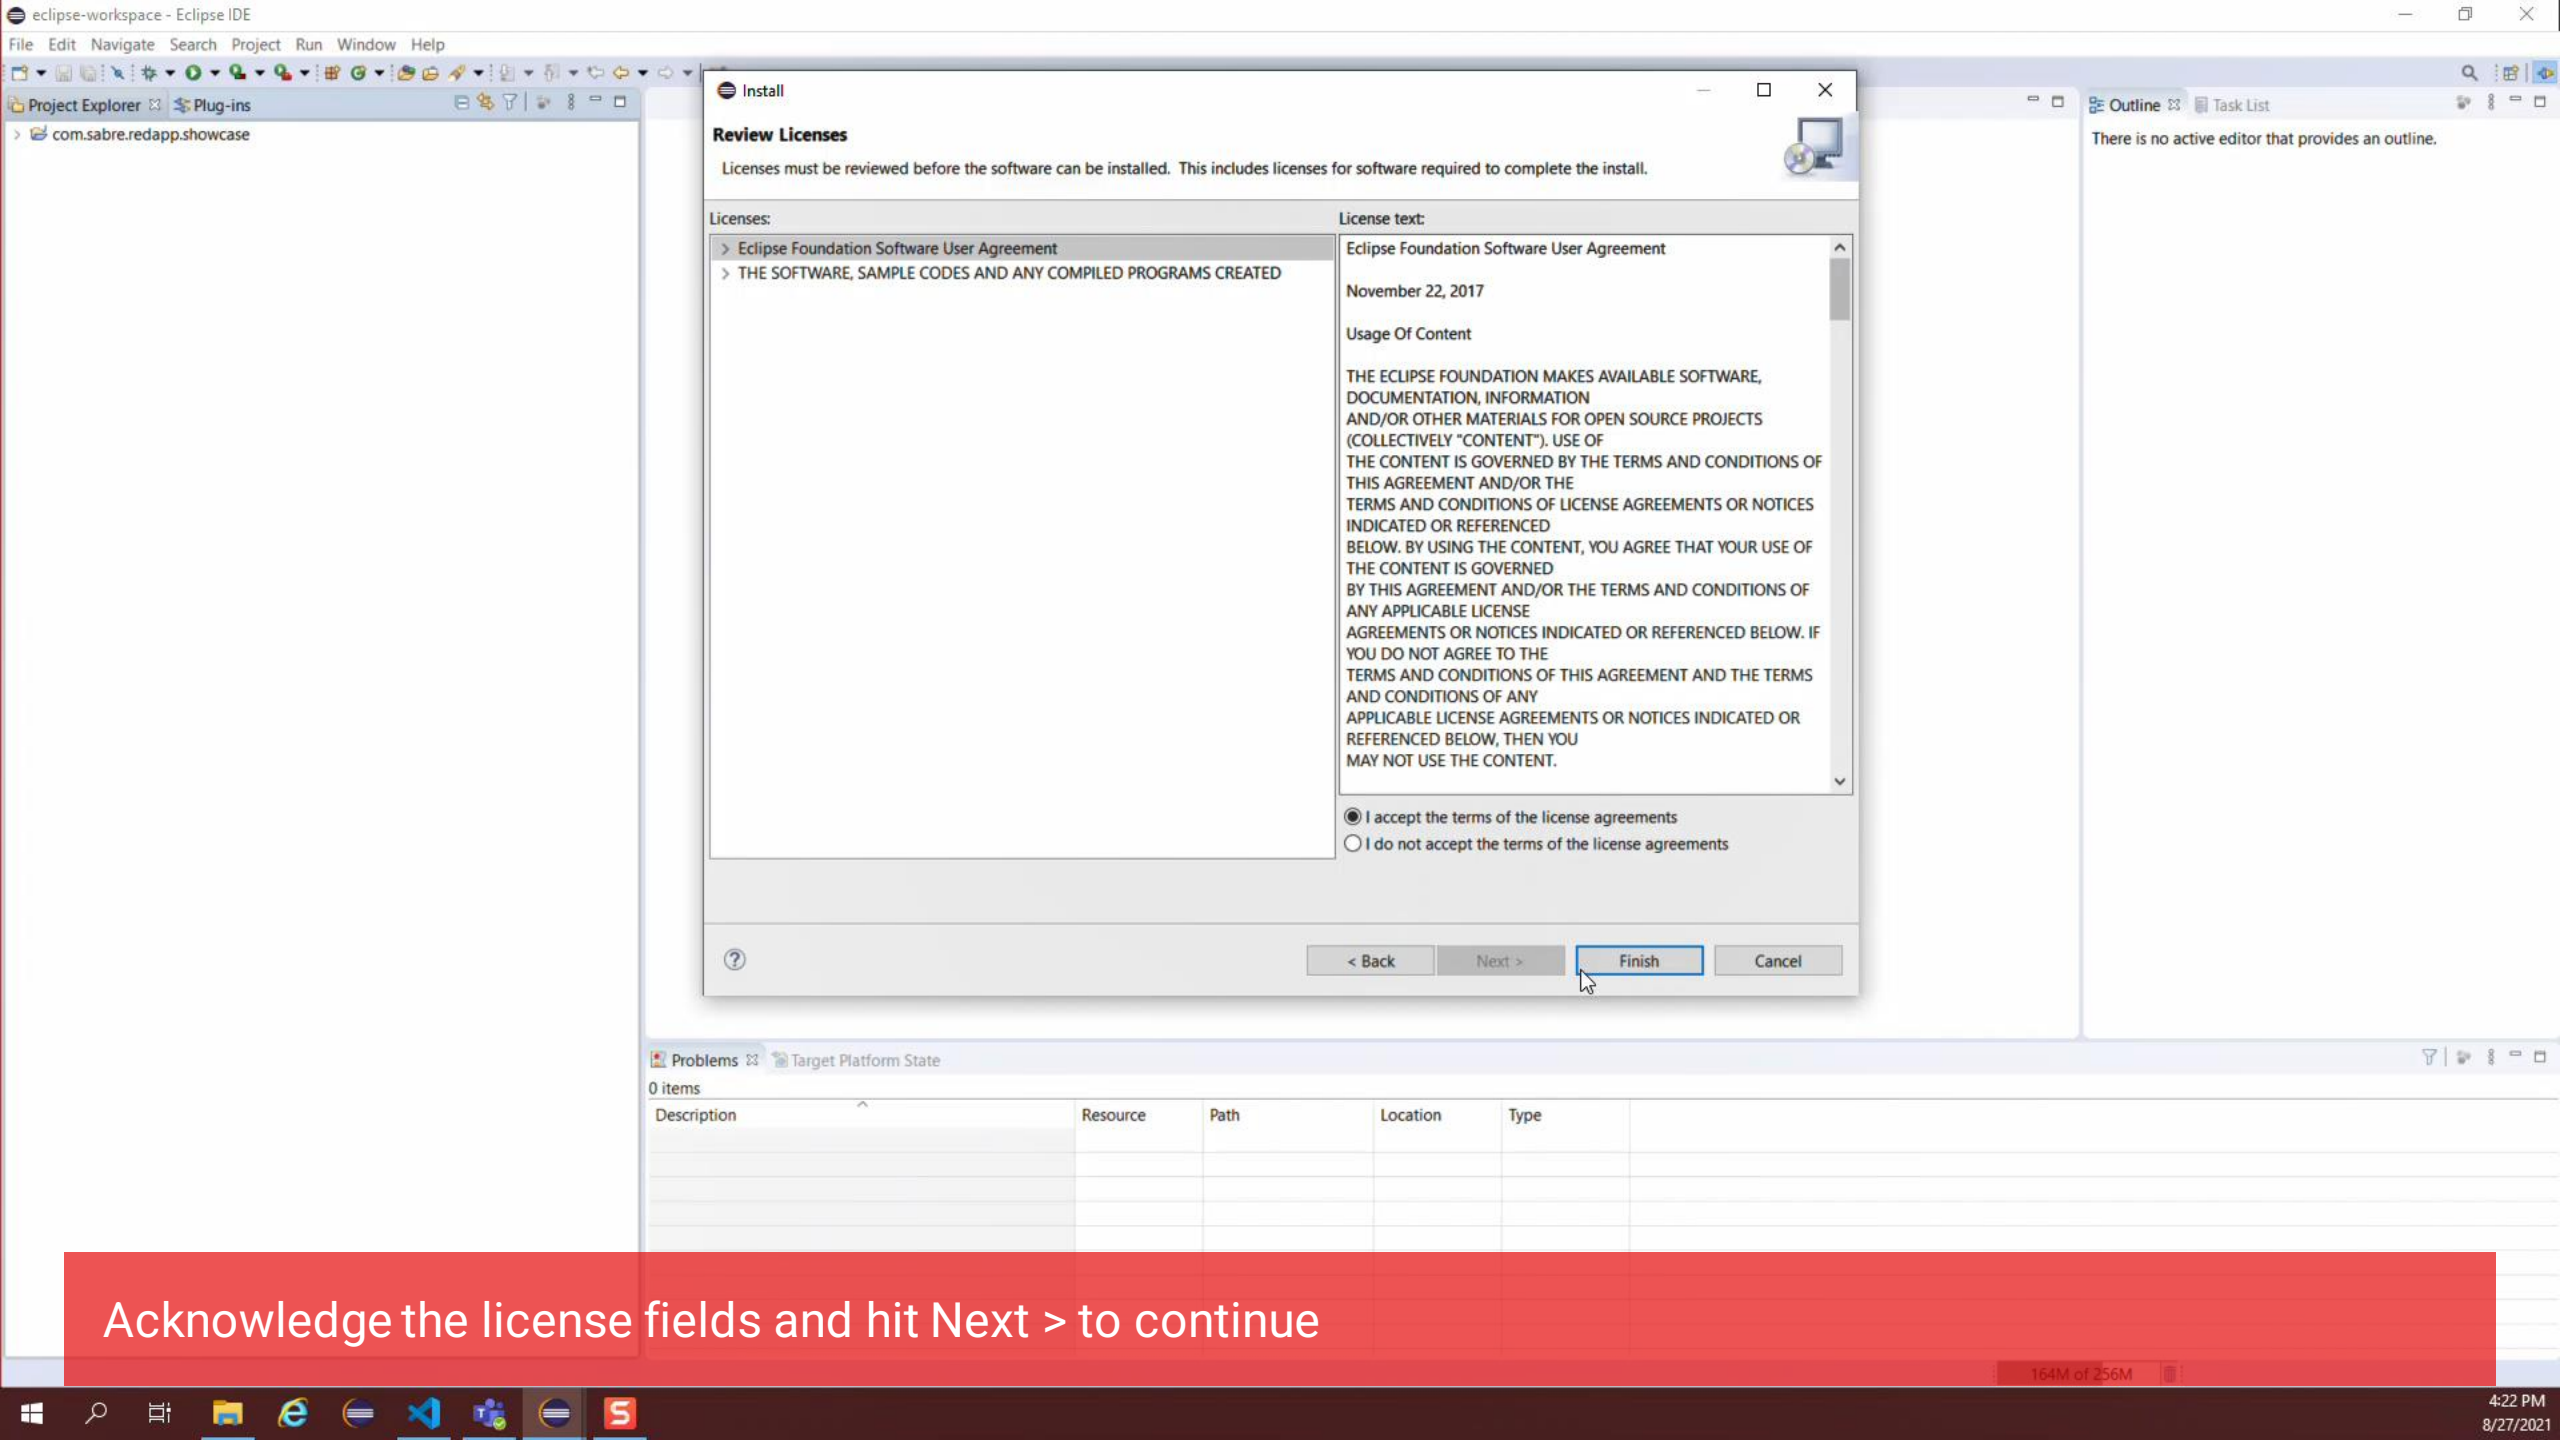 eclipse-workspace - Eclipse IDE
File Edit Navigate Search Project Run Window Help
Project Explorer Plug-ins
com.sabre.redapp.showcase
Install
Review Licenses
Licenses must be reviewed before the software can be installed. This includes licenses for software required to complete the install.
Licenses:
Eclipse Foundation Software User Agreement
THE SOFTWARE, SAMPLE CODES AND ANY COMPILED PROGRAMS CREATED
License text:
Eclipse Foundation Software User Agreement
November 22, 2017
Usage Of Content
THE ECLIPSE FOUNDATION MAKES AVAILABLE SOFTWARE,
DOCUMENTATION, INFORMATION
AND/OR OTHER MATERIALS FOR OPEN SOURCE PROJECTS
(COLLECTIVELY "CONTENT"). USE OF
THE CONTENT IS GOVERNED BY THE TERMS AND CONDITIONS OF
THIS AGREEMENT AND/OR THE
TERMS AND CONDITIONS OF LICENSE AGREEMENTS OR NOTICES
INDICATED OR REFERENCED
BELOW. BY USING THE CONTENT, YOU AGREE THAT YOUR USE OF
THE CONTENT IS GOVERNED
BY THIS AGREEMENT AND/OR THE TERMS AND CONDITIONS OF
ANY APPLICABLE LICENSE
AGREEMENTS OR NOTICES INDICATED OR REFERENCED BELOW. IF
YOU DO NOT AGREE TO THE
TERMS AND CONDITIONS OF THIS AGREEMENT AND THE TERMS
AND CONDITIONS OF ANY
APPLICABLE LICENSE AGREEMENTS OR NOTICES INDICATED OR
REFERENCED BELOW, THEN YOU
MAY NOT USE THE CONTENT.
I accept the terms of the license agreements
I do not accept the terms of the license agreements
< Back Next > Finish Cancel
Outline Task List
There is no active editor that provides an outline.
Problems Target Platform State
0 items
Description Resource Path Location Type
Acknowledge the license fields and hit Next > to continue
164M of 256M
4:22 PM
8/27/2021